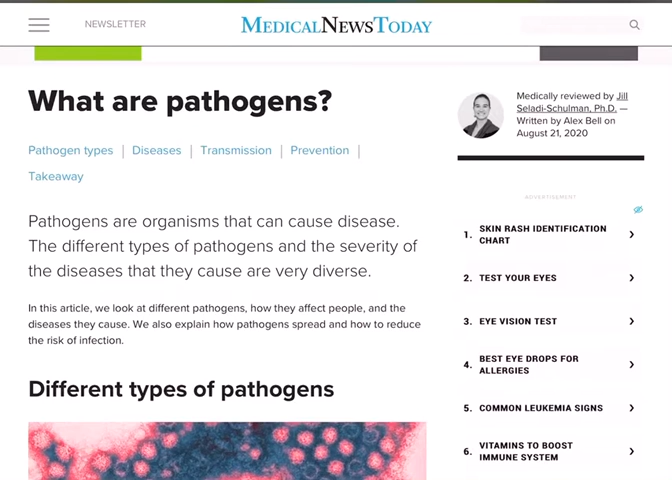 NEWSLETTER
MEDICALNEWSTODAY
What are pathogens?
Pathogen types | Diseases | Transmission | Prevention |
Takeaway
Pathogens are organisms that can cause disease.
The different types of pathogens and the severity of
the diseases that they cause are very diverse.
In this article, we look at different pathogens, how they affect people, and the
diseases they cause. We also explain how pathogens spread and how to reduce
the risk of infection.
Different types of pathogens
Medically reviewed by Jill
Seladi-Schulman, Ph.D. —
Written by Alex Bell on
August 21, 2020
ADVERTISEMENT
1. SKIN RASH IDENTIFICATION
CHART
2. TEST YOUR EYES
3. EYE VISION TEST
4. BEST EYE DROPS FOR
ALLERGIES
5. COMMON LEUKEMIA SIGNS
6. VITAMINS TO BOOST
IMMUNE SYSTEM